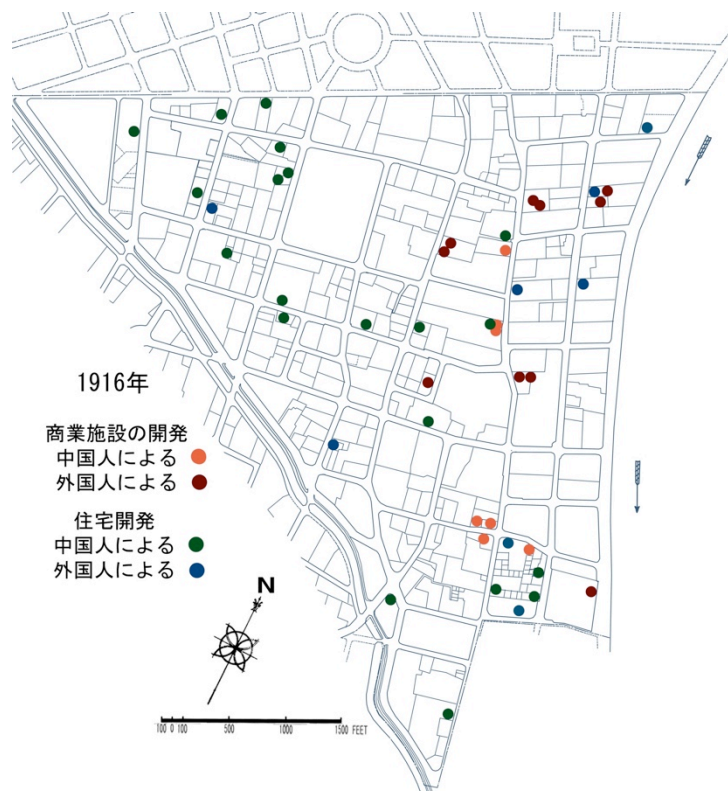 1916年
商業施設の開発
中国人による
外国人による
住宅開発
中国人による
外国人による
N
100 0 100 500 1000 1500 FEET